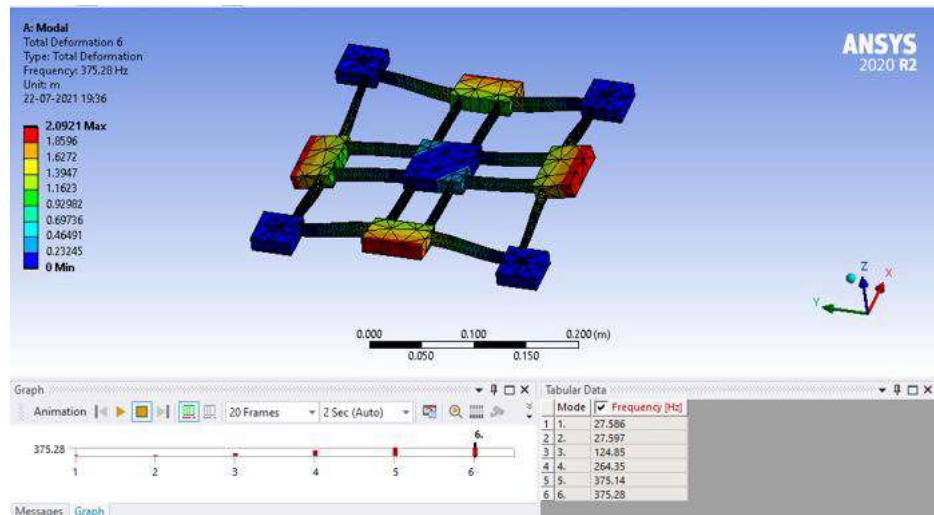 A: Modal
Total Deformation 6
Type: Total Deformation
Frequency: 375.28 Hz
Unit: m
22-07-2021 19:36
2.0921 Max
1.8596
1.6272
1.3947
1.1623
0.92982
0.69736
0.46491
0.23245
0 Min
ANSYS
2020 R2
Z
X
Y
0.000 0.100 0.200 (m)
0.050 0.150
Graph
Animation 20 Frames 2 Sec (Auto)
6.
375.28
1 2 3 4 5 6
Messages Graph
Tabular Data
Mode Frequency [Hz]
1 1. 27.586
2 2. 27.597
3 3. 124.85
4 4. 264.35
5 5. 375.14
6 6. 375.28